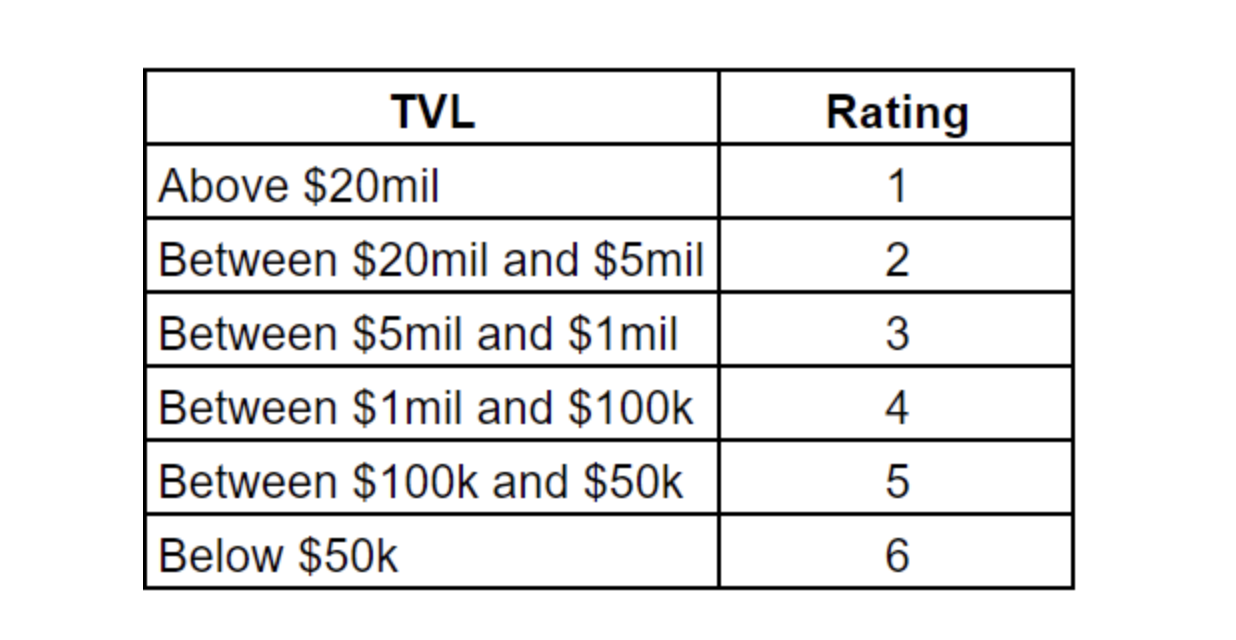 TVL Rating
Above $20mil 1
Between $20mil and $5mil 2
Between $5mil and $1mil 3
Between $1mil and $100k 4
Between $100k and $50k 5
Below $50k 6